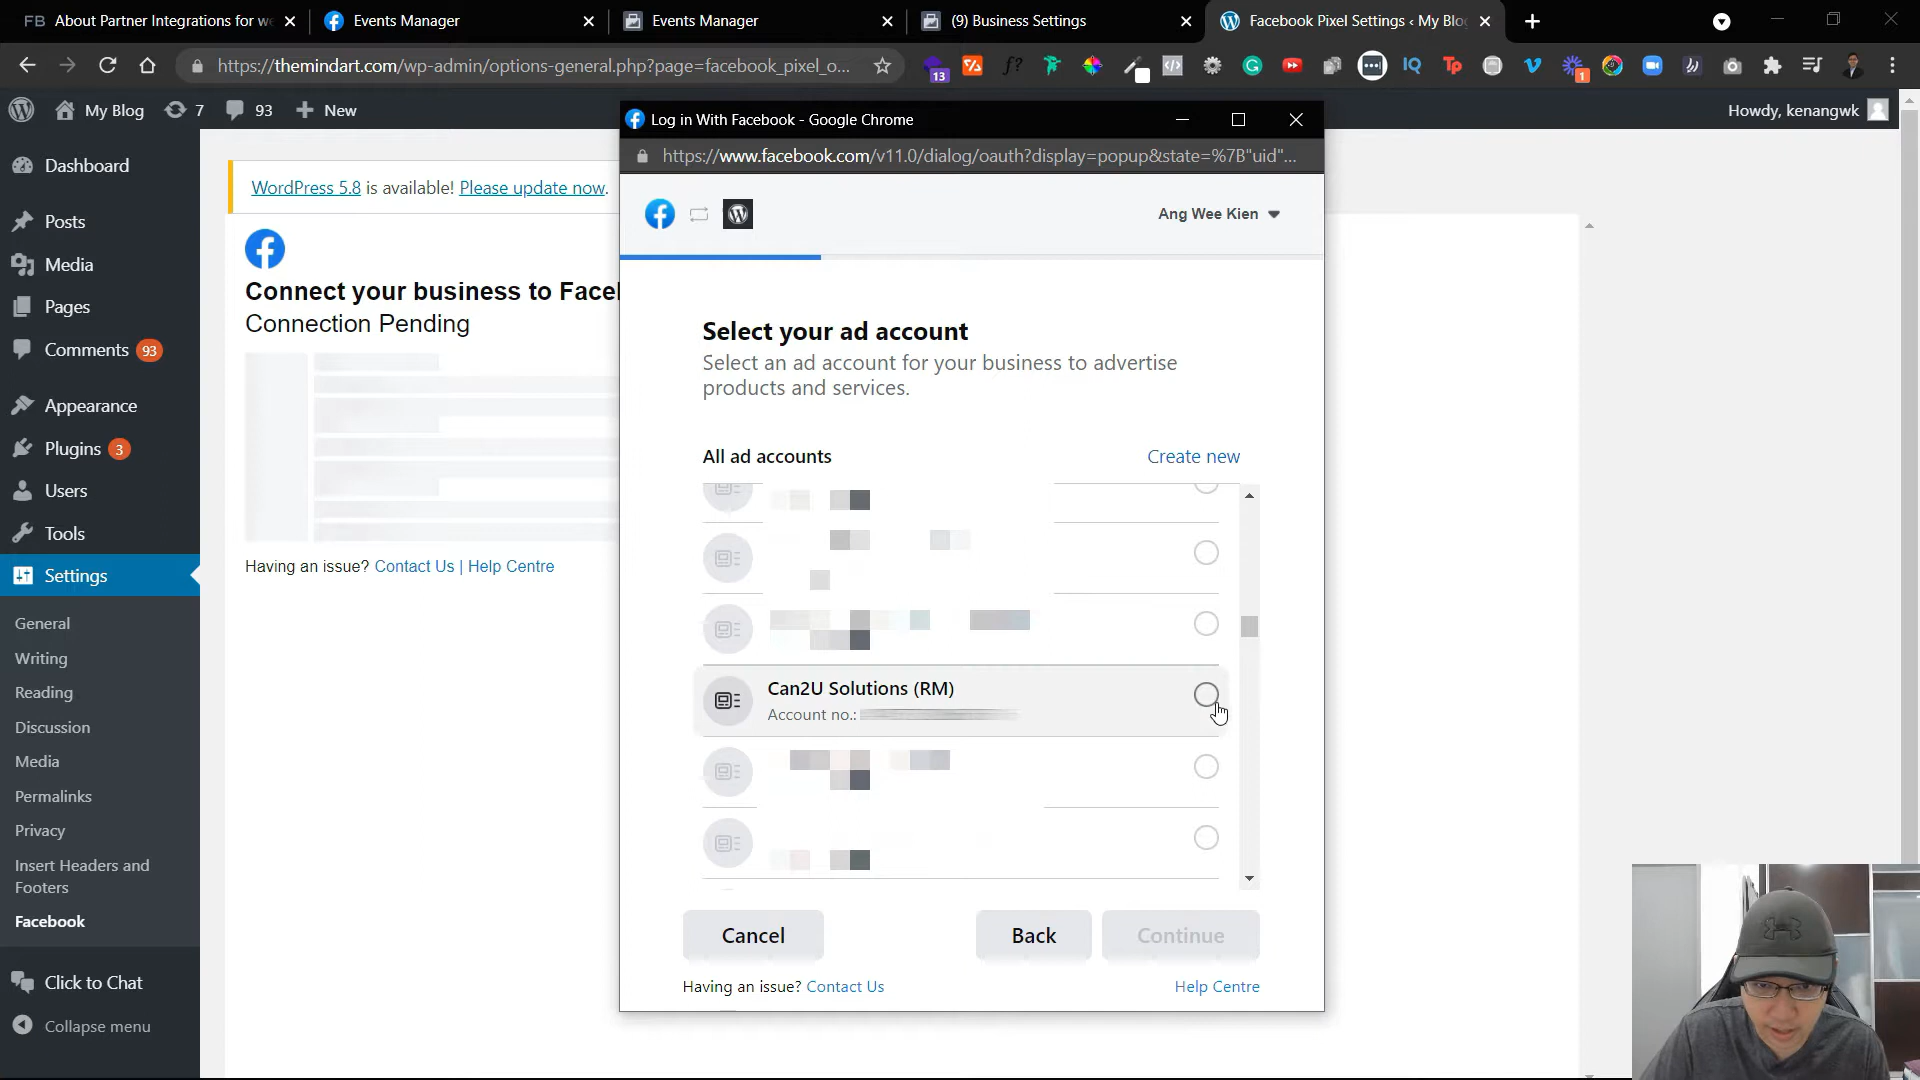 FB About Partner Integrations for we
Events Manager
Events Manager
(9) Business Settings
Facebook Pixel Settings ‹ My Blo
https://themindart.com/wp-admin/options-general.php?page=facebook_pixel_o...
13
1
My Blog
7
93
New
Howdy, kenangwk
Log in With Facebook - Google Chrome
https://www.facebook.com/v11.0/dialog/oauth?display=popup&state=%7B"uid"...
Dashboard
Posts
Media
Pages
Comments 93
Appearance
Plugins 3
Users
Tools
Settings
General
Writing
Reading
Discussion
Media
Permalinks
Privacy
Insert Headers and
Footers
Facebook
Click to Chat
Collapse menu
WordPress 5.8 is available! Please update now.
Connect your business to Facel
Connection Pending
Having an issue? Contact Us | Help Centre
Ang Wee Kien
Select your ad account
Select an ad account for your business to advertise
products and services.
All ad accounts
Create new
Can2U Solutions (RM)
Account no.:
Cancel
Back
Continue
Having an issue? Contact Us
Help Centre